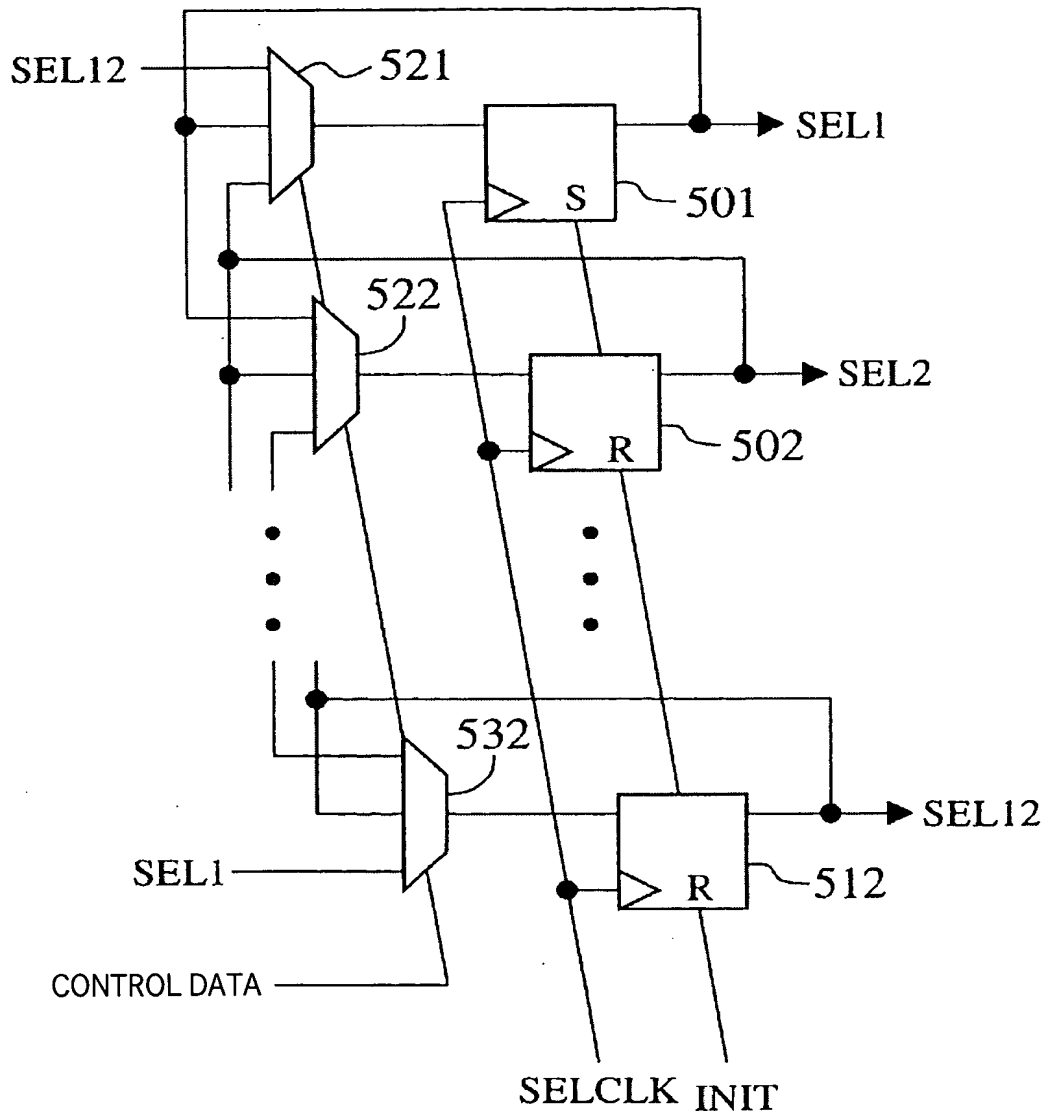 SEL12
521
SEL1
S
501
522
SEL2
R
502
532
SEL12
SEL1
R
512
CONTROL DATA
SELCLK
INIT